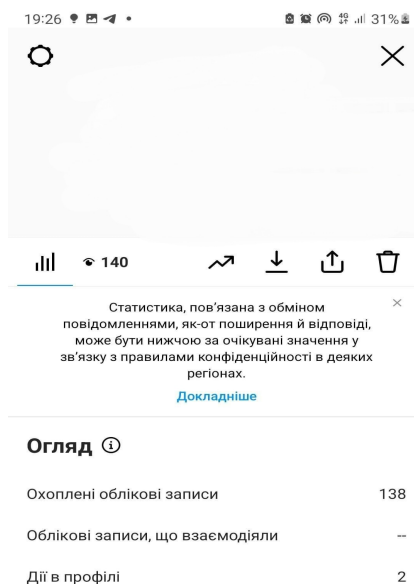 19:26
4G 31%
140
Статистика, пов’язана з обміном
повідомленнями, як-от поширення й відповіді,
може бути нижчою за очікувані значення у
зв’язку з правилами конфіденційності в деяких
регіонах.
Докладніше
Огляд
Охоплені облікові записи 138
Облікові записи, що взаємодіяли --
Дії в профілі 2